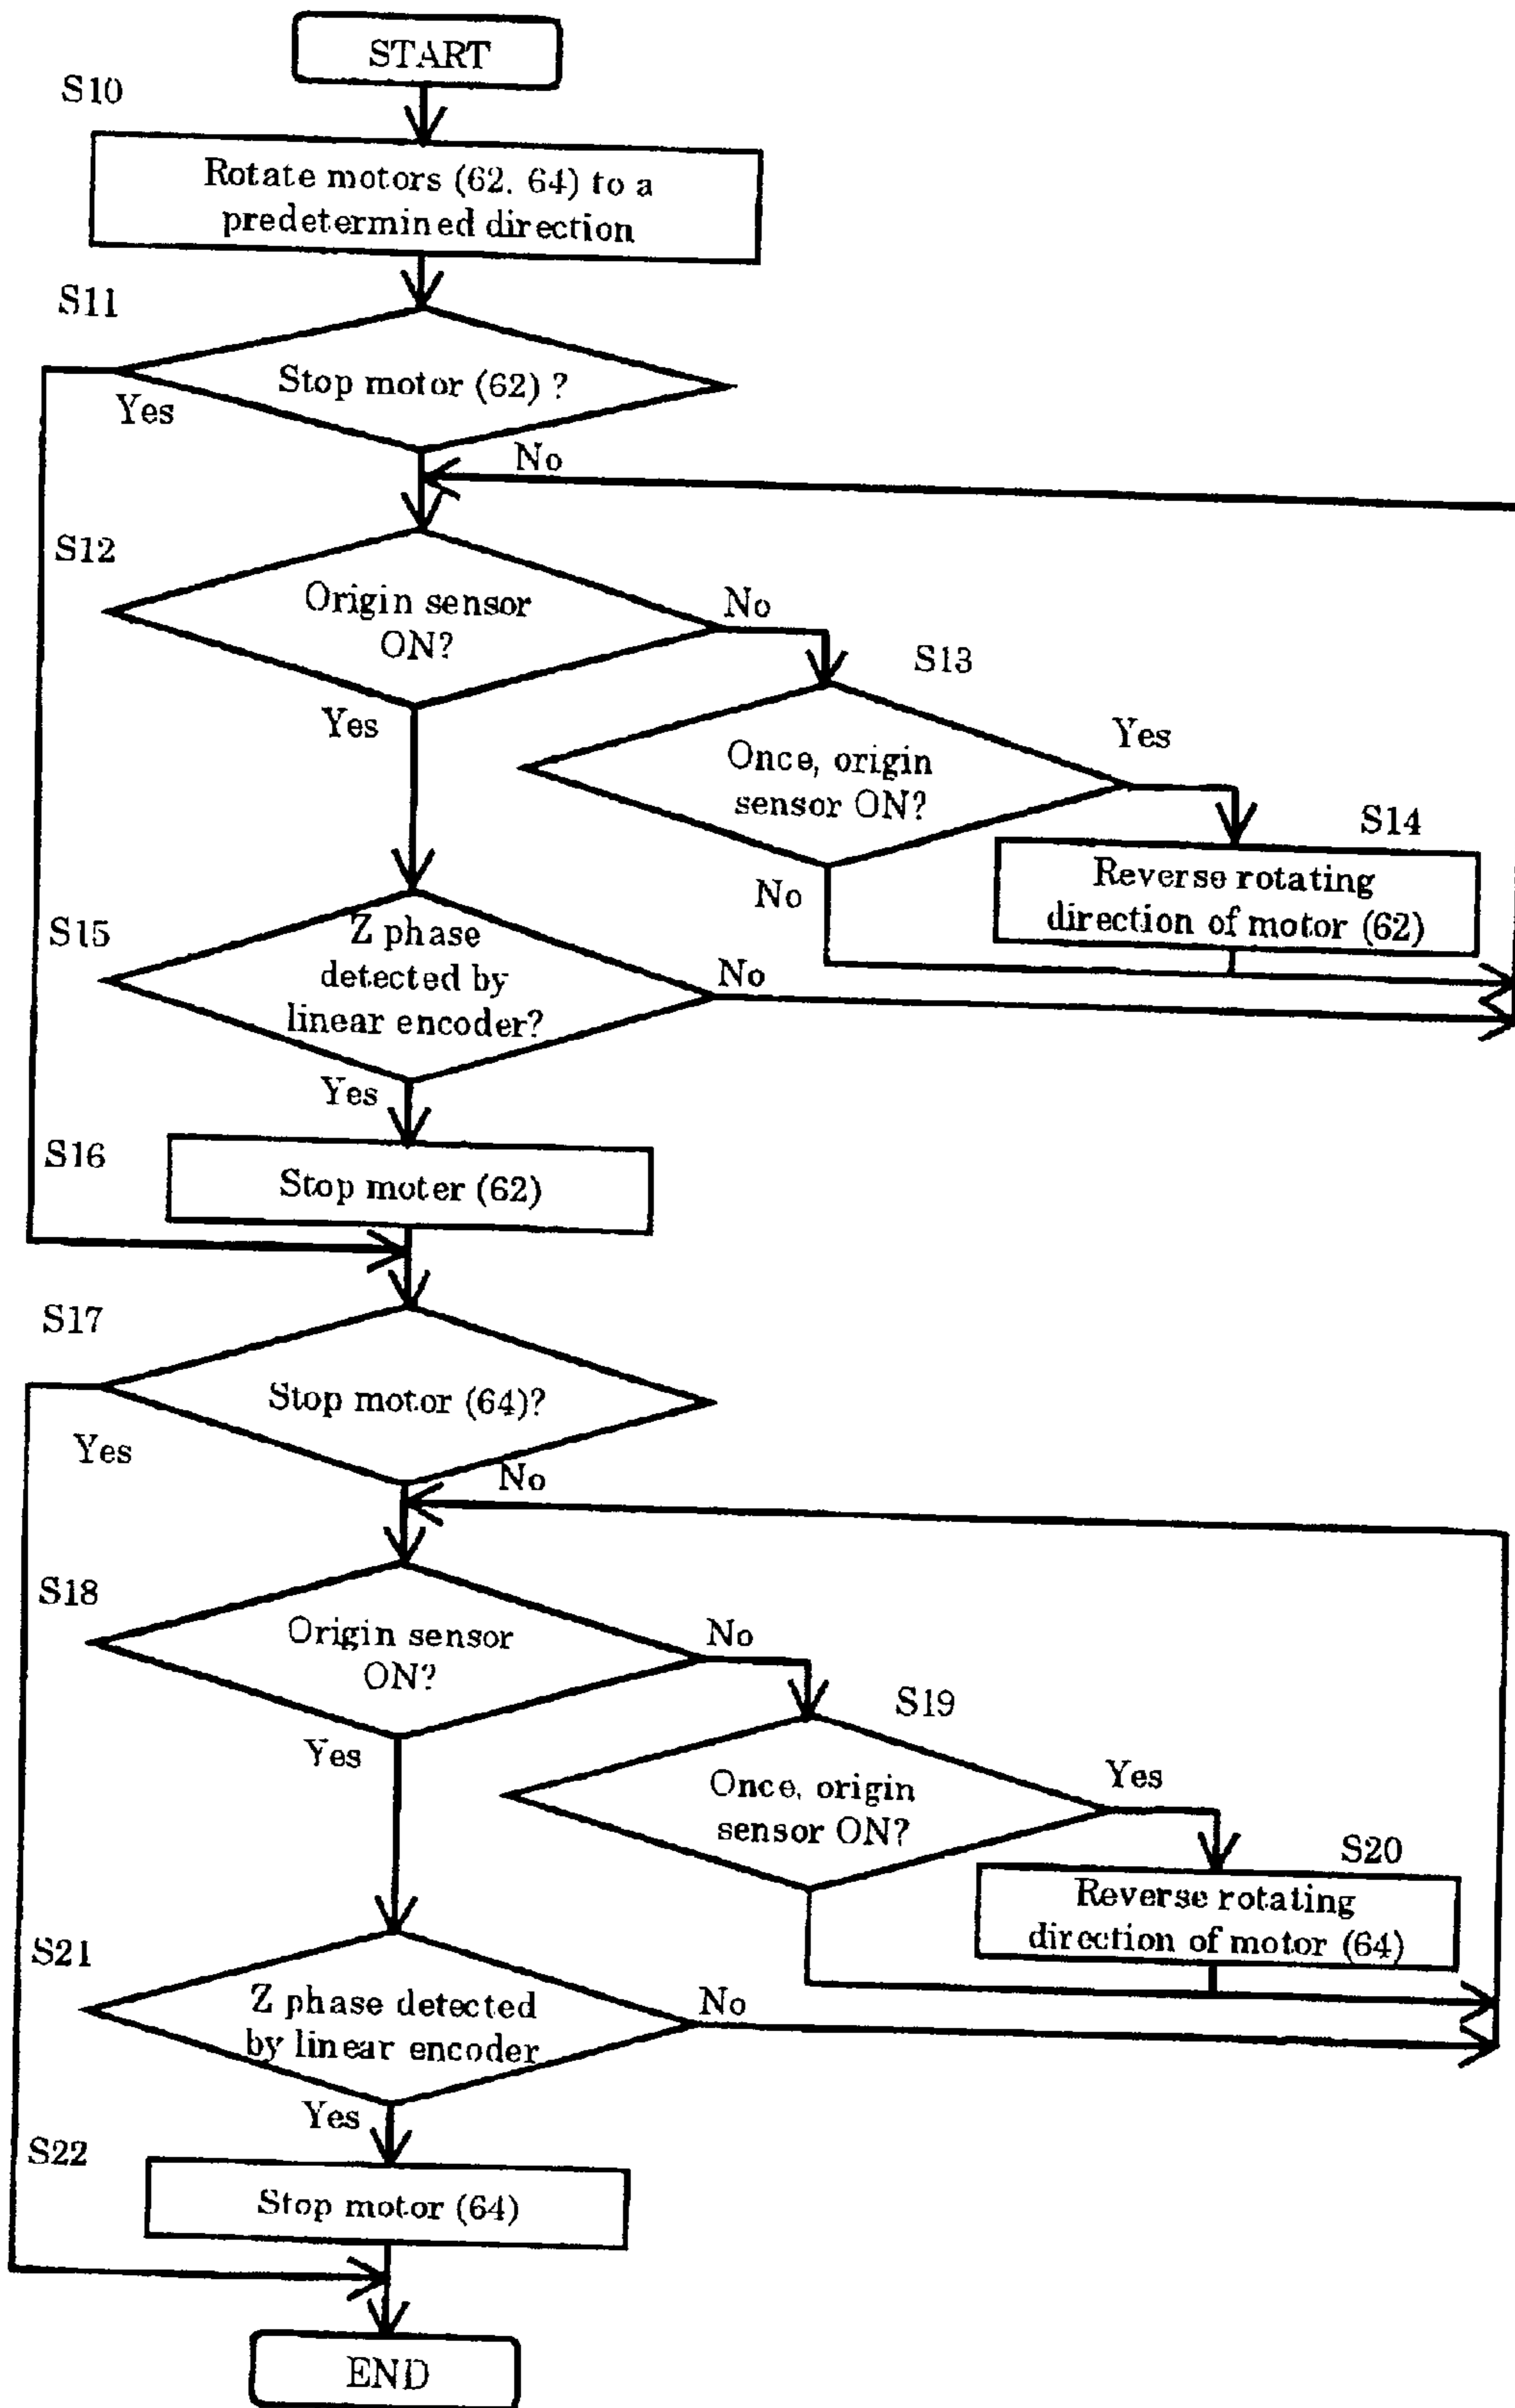 START
S10
Rotate motors (62. 64) to a
predetermined direction
S11
Stop motor (62) ?
Yes
No
S12
Origin sensor
ON?
No
Yes
S13
Once, origin
sensor ON?
Yes
No
S14
Reverse rotating
direction of motor (62)
S15
Z phase
detected by
linear encoder?
No
Yes
S16
Stop moter (62)
S17
Stop motor (64)?
Yes
No
S18
Origin sensor
ON?
No
Yes
S19
Once, origin
sensor ON?
Yes
S20
Reverse rotating
direction of motor (64)
S21
Z phase detected
by linear encoder
No
Yes
S22
Stop motor (64)
END